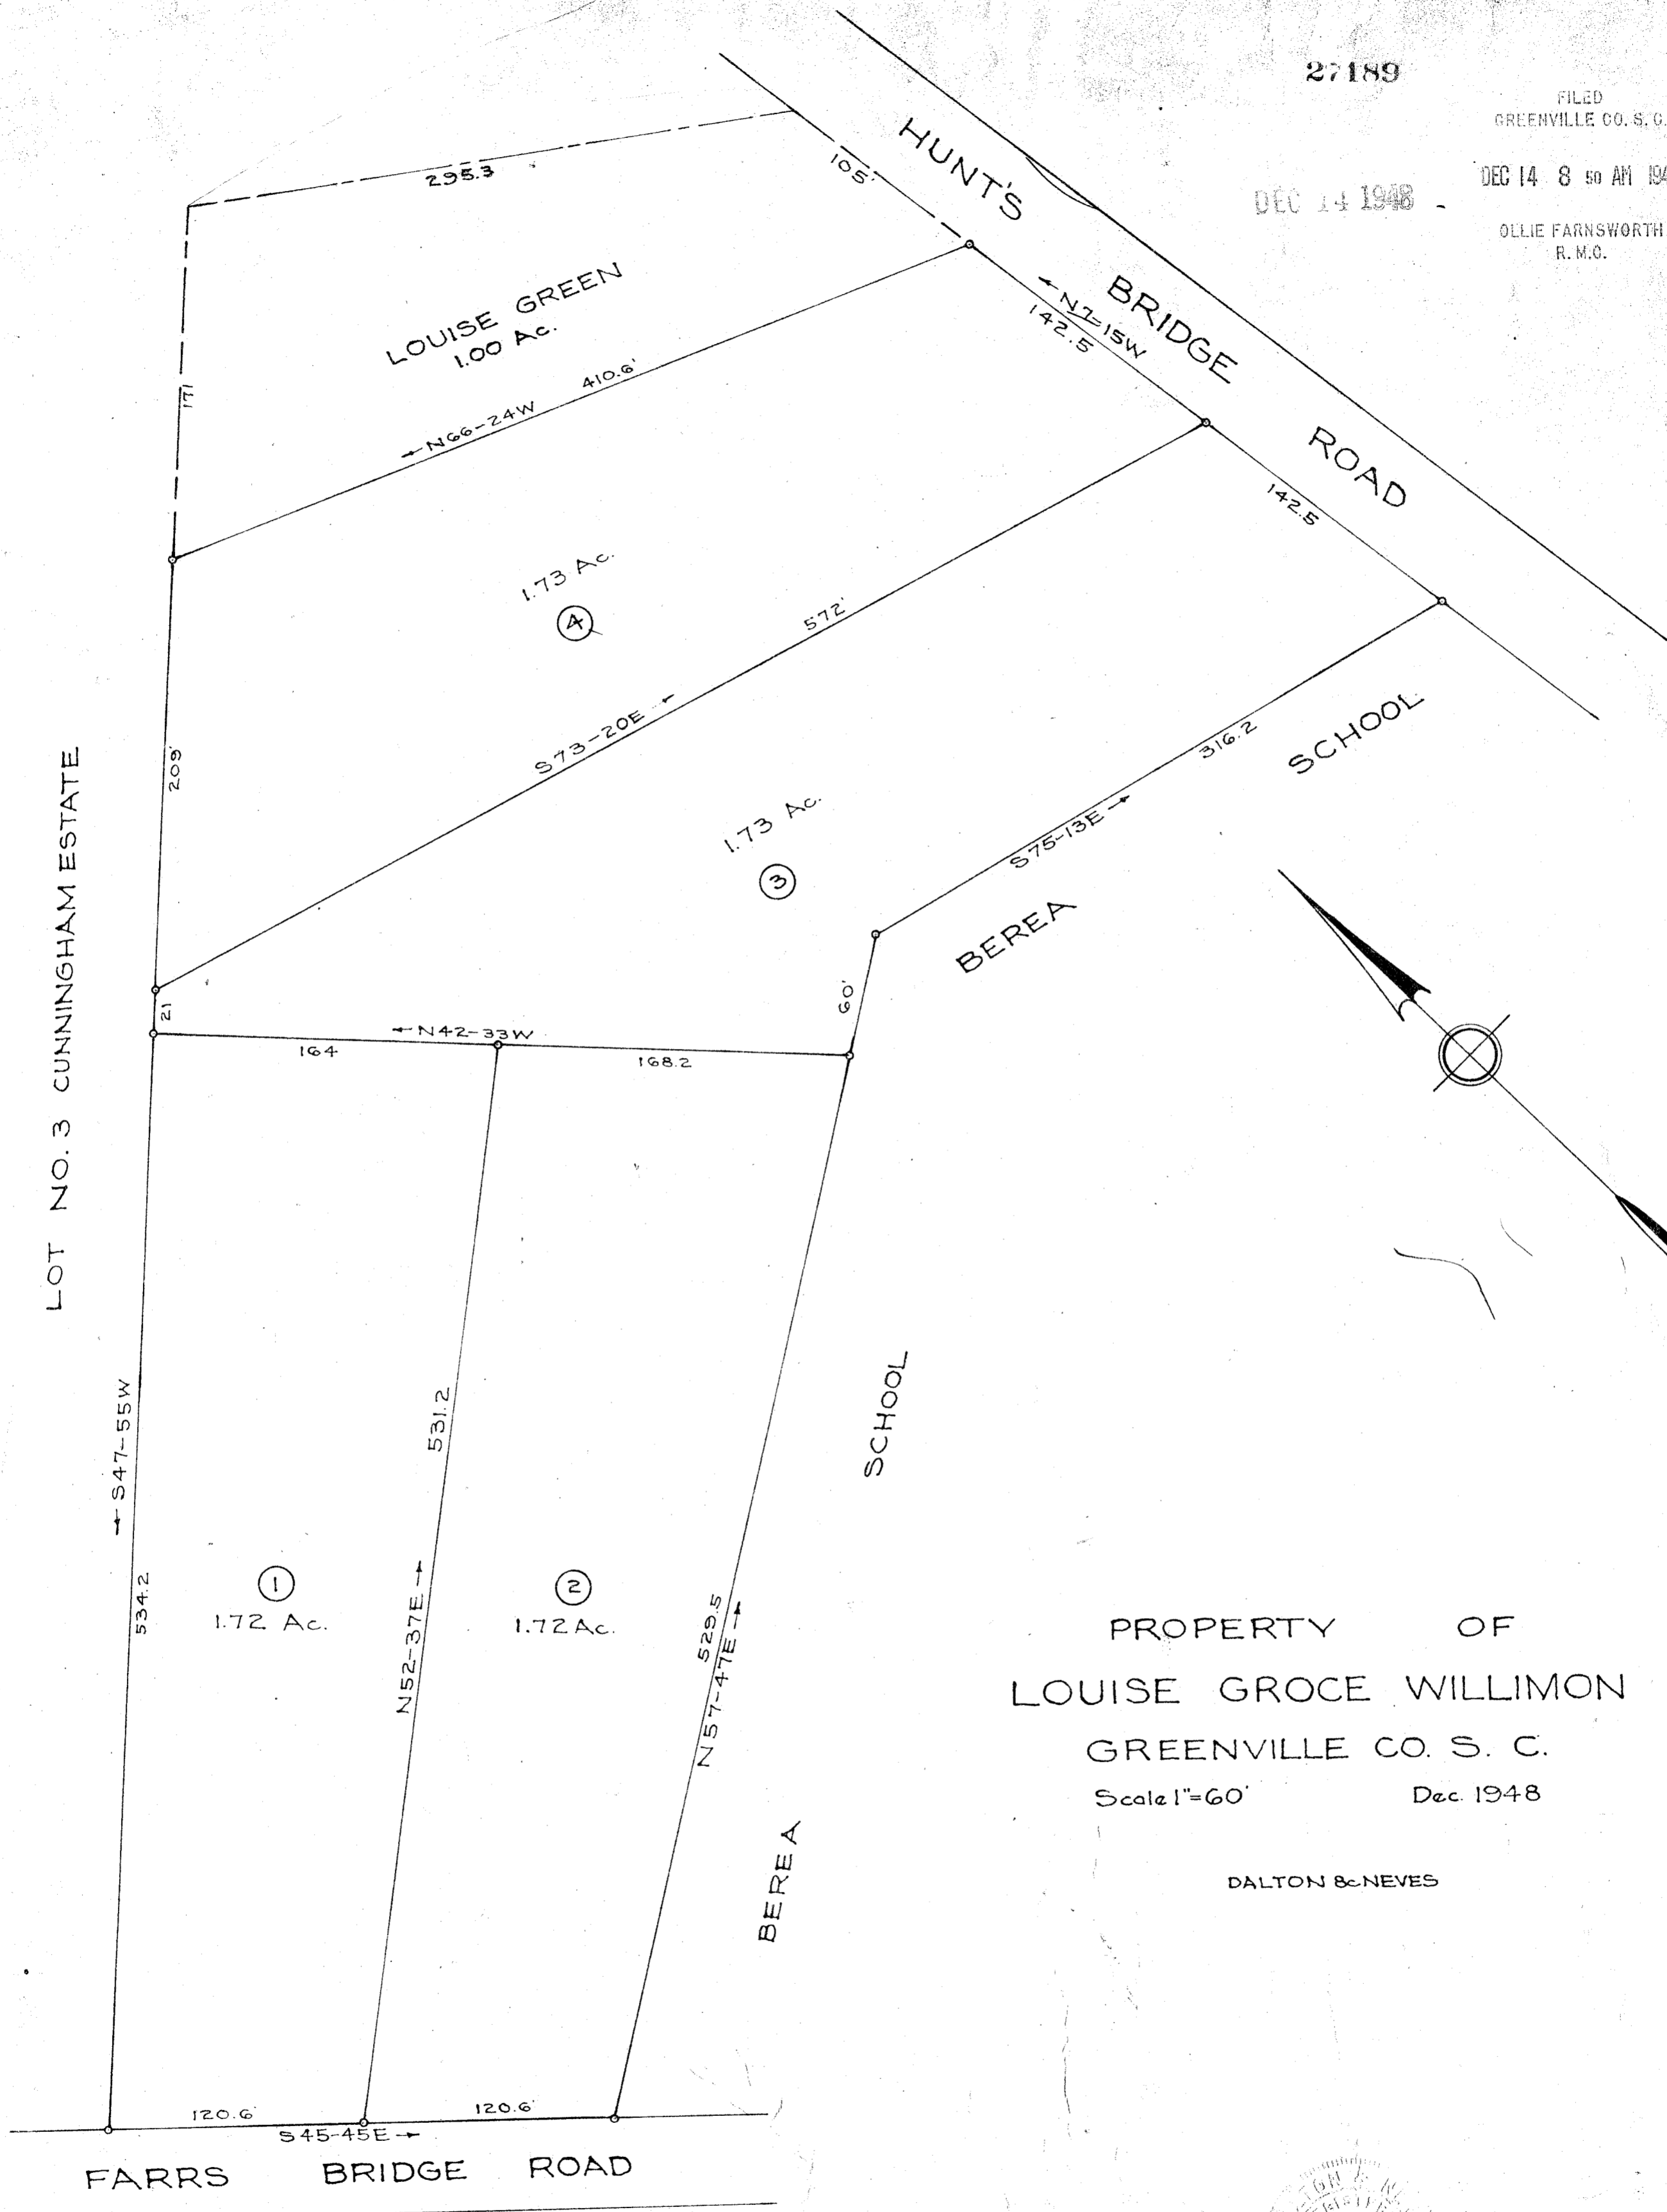 27189
FILED
GREENVILLE CO. S. C.
DEC 14 8 50 AM 194
DEC 14 1948
OLLIE FARNSWORTH
R. M. C.
HUNT'S BRIDGE ROAD
295.3
105'
LOUISE GREEN
1.00 Ac.
171
N66-24W 410.6'
N7-15W
142.5
142.5
1.73 Ac.
4
209'
S73-20E 572'
1.73 Ac.
3
316.2
S75-13E
BEREA SCHOOL
LOT NO. 3 CUNNINGHAM ESTATE
21
N42-33W
164
168.2
60'
S47-55W
534.2
531.2
N52-37E
529.5
N57-47E
BEREA SCHOOL
1
1.72 Ac.
2
1.72 Ac.
120.6'
120.6'
S45-45E
FARRS BRIDGE ROAD
PROPERTY OF
LOUISE GROCE WILLIMON
GREENVILLE CO. S. C.
Scale 1"=60' Dec. 1948
DALTON & NEVES